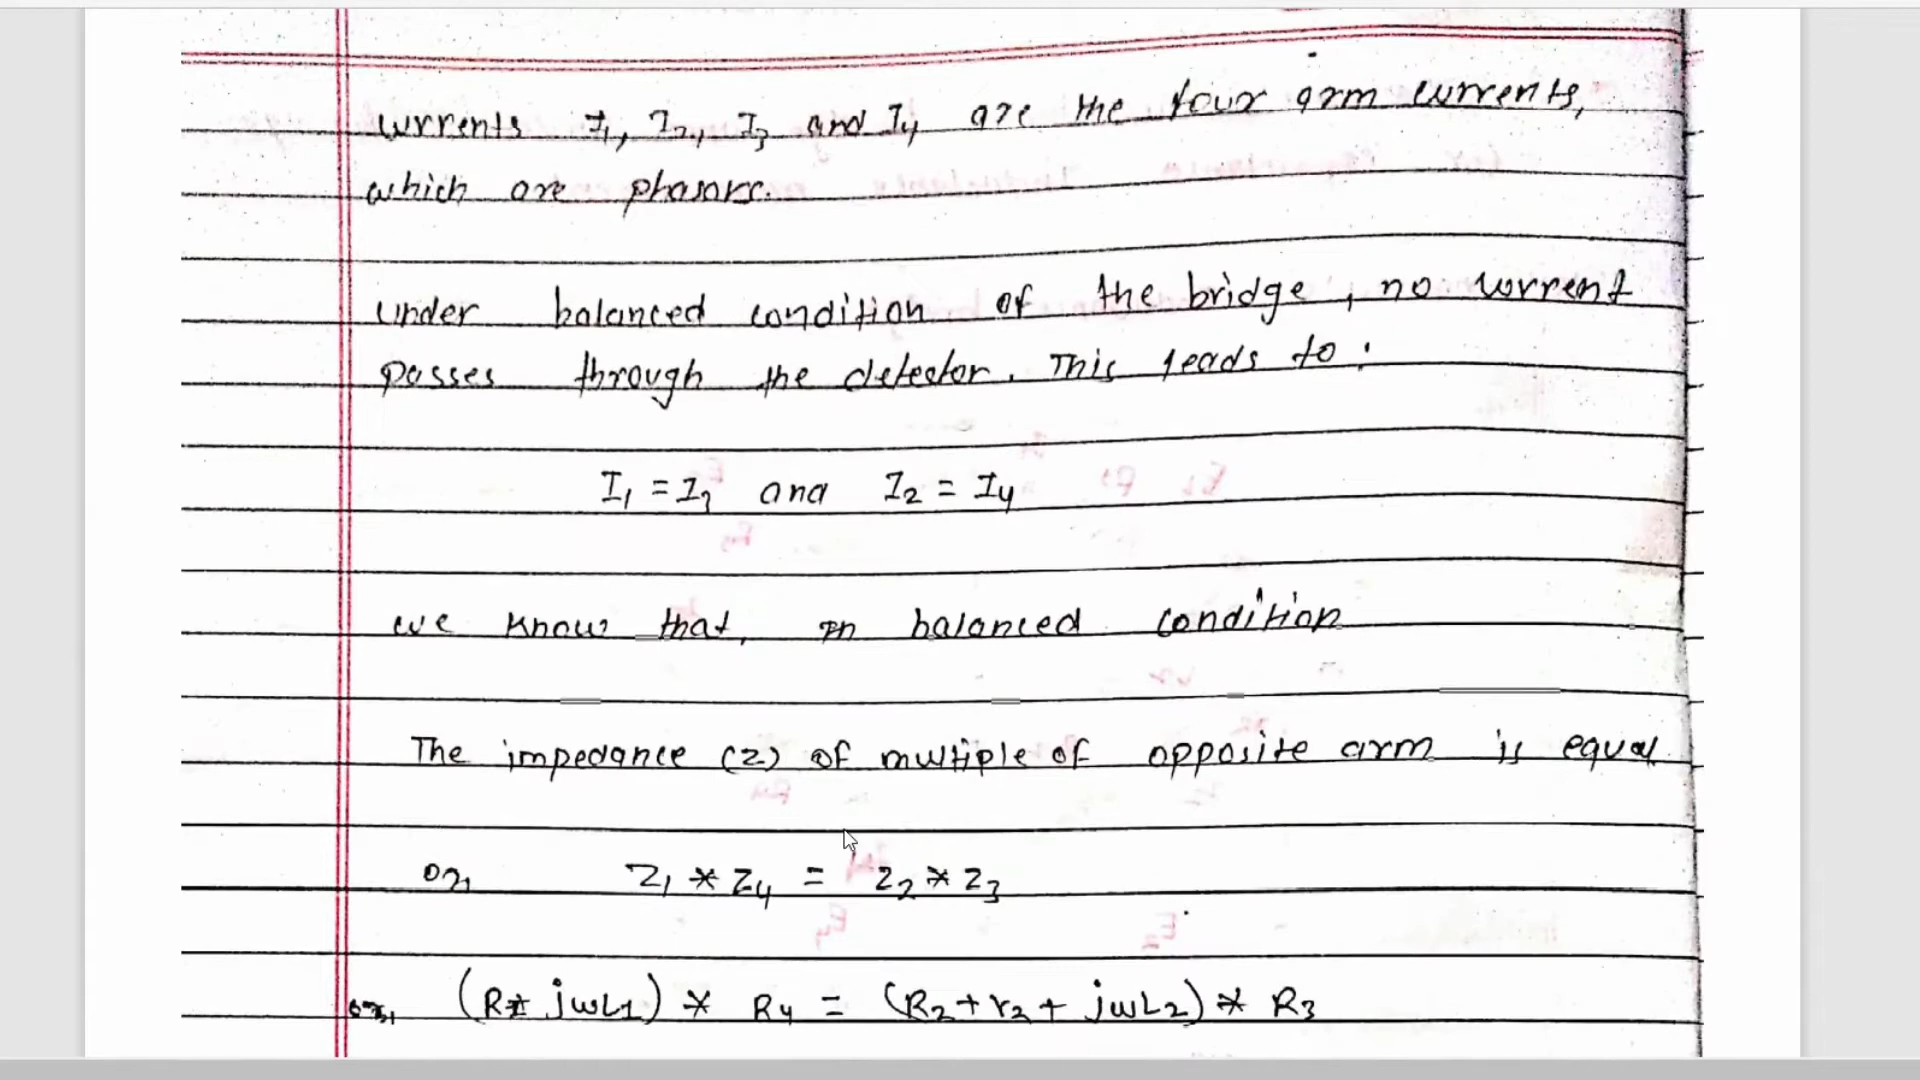 currents I1, I2, I3 and I4 are the four arm currents,
which are phasors.
under balanced condition of the bridge, no current
passes through the detector. This leads to:
I1 = I3 and I2 = I4
we know that, In balanced condition
The impedance (Z) of multiple of opposite arm is equal
or, Z1 * Z4 = Z2 * Z3
or, (R1 + jωL1) * R4 = (R2 + r2 + jωL2) * R3